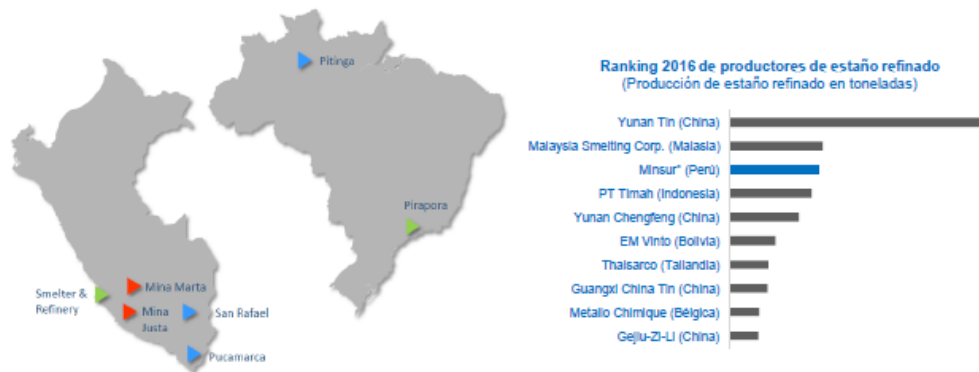 Pitinga
Pirapora
Smelter &
Refinery
Mina Marta
Mina
Justa
San Rafael
Pucamarca
Ranking 2016 de productores de estaño refinado
(Producción de estaño refinado en toneladas)
Yunan Tin (China)
Malaysia Smelting Corp. (Malasia)
Minsur* (Perú)
PT Timah (Indonesia)
Yunan Chengfeng (China)
EM Vinto (Bolivia)
Thaisarco (Tailandia)
Guangxi China Tin (China)
Metallo Chimique (Bélgica)
Gejiu-Zi-Li (China)